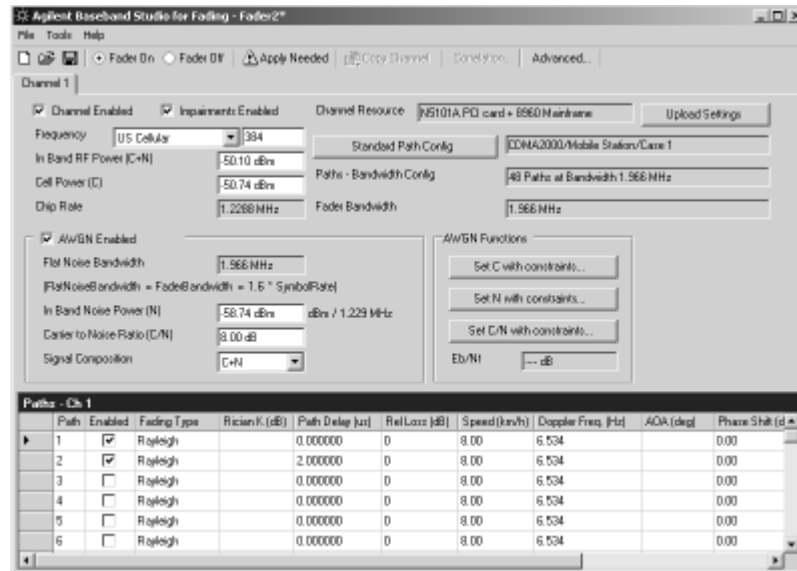 Agilent Baseband Studio for Fading - Fader2*
File Tools Help
Fader On Fader Off Apply Needed Copy Channel Correlation... Advanced...
Channel 1
Channel Enabled Impairments Enabled Channel Resource N5101A PCI card + 8960 Mainframe Upload Settings
Frequency US Cellular 384 Standard Path Config CDMA2000/Mobile Station/Case 1
In Band RF Power (C+N) -50.10 dBm
Cell Power (C) -50.74 dBm Paths - Bandwidth Config 48 Paths at Bandwidth 1.966 MHz
Chip Rate 1.2288 MHz Fader Bandwidth 1.966 MHz
AWGN Enabled AWGN Functions
Flat Noise Bandwidth 1.966 MHz Set C with constraints...
(FlatNoiseBandwidth = FaderBandwidth = 1.6 * SymbolRate)
In Band Noise Power (N) -58.74 dBm dBm / 1.229 MHz Set N with constraints...
Carrier to Noise Ratio (C/N) 8.00 dB Set C/N with constraints...
Signal Composition C+N Eb/Nt --- dB
Paths - Ch 1
Path Enabled Fading Type Rician K (dB) Path Delay (us) Rel Loss (dB) Speed (km/h) Doppler Freq. (Hz) AOA (deg) Phase Shift (d
1 Rayleigh 0.000000 0 8.00 6.534 0.00
2 Rayleigh 2.000000 0 8.00 6.534 0.00
3 Rayleigh 0.000000 0 8.00 6.534 0.00
4 Rayleigh 0.000000 0 8.00 6.534 0.00
5 Rayleigh 0.000000 0 8.00 6.534 0.00
6 Rayleigh 0.000000 0 8.00 6.534 0.00